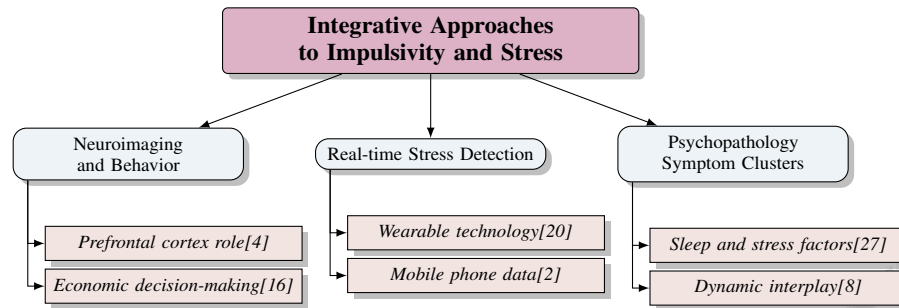 Integrative Approaches
to Impulsivity and Stress
Neuroimaging
and Behavior
Real-time Stress Detection
Psychopathology
Symptom Clusters
Prefrontal cortex role[4]
Economic decision-making[16]
Wearable technology[20]
Mobile phone data[2]
Sleep and stress factors[27]
Dynamic interplay[8]